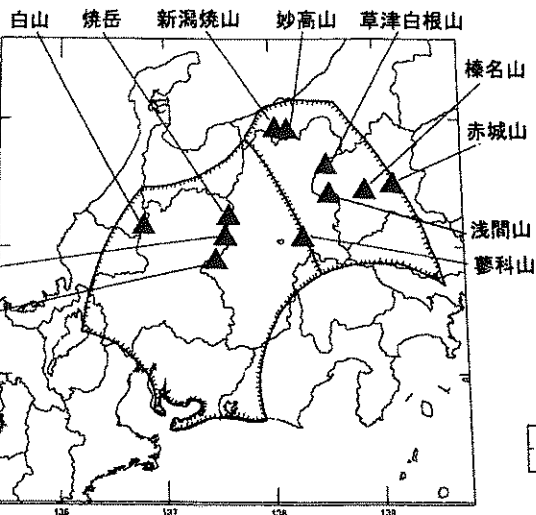 白山
焼岳
新潟焼山
妙高山
草津白根山
榛名山
赤城山
浅間山
蓼科山
136
137
138
139